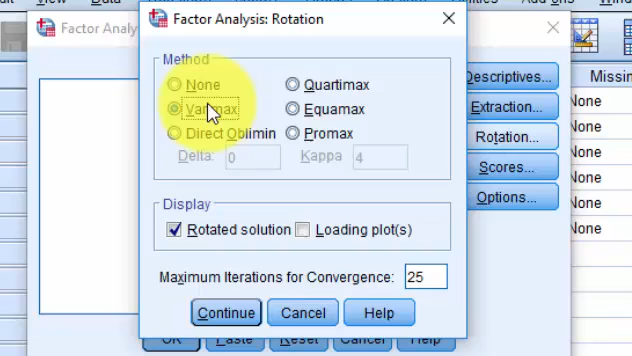 Factor Analysis: Rotation
Factor Analy
Method
None
Quartimax
Varimax
Equamax
Direct Oblimin
Promax
Delta: 0
Kappa 4
Display
Rotated solution
Loading plot(s)
Maximum Iterations for Convergence: 25
Continue
Cancel
Help
Descriptives...
Extraction...
Rotation...
Scores...
Options...
Missin
None
None
None
None
None
None
OK
Paste
Reset
Cancel
Help